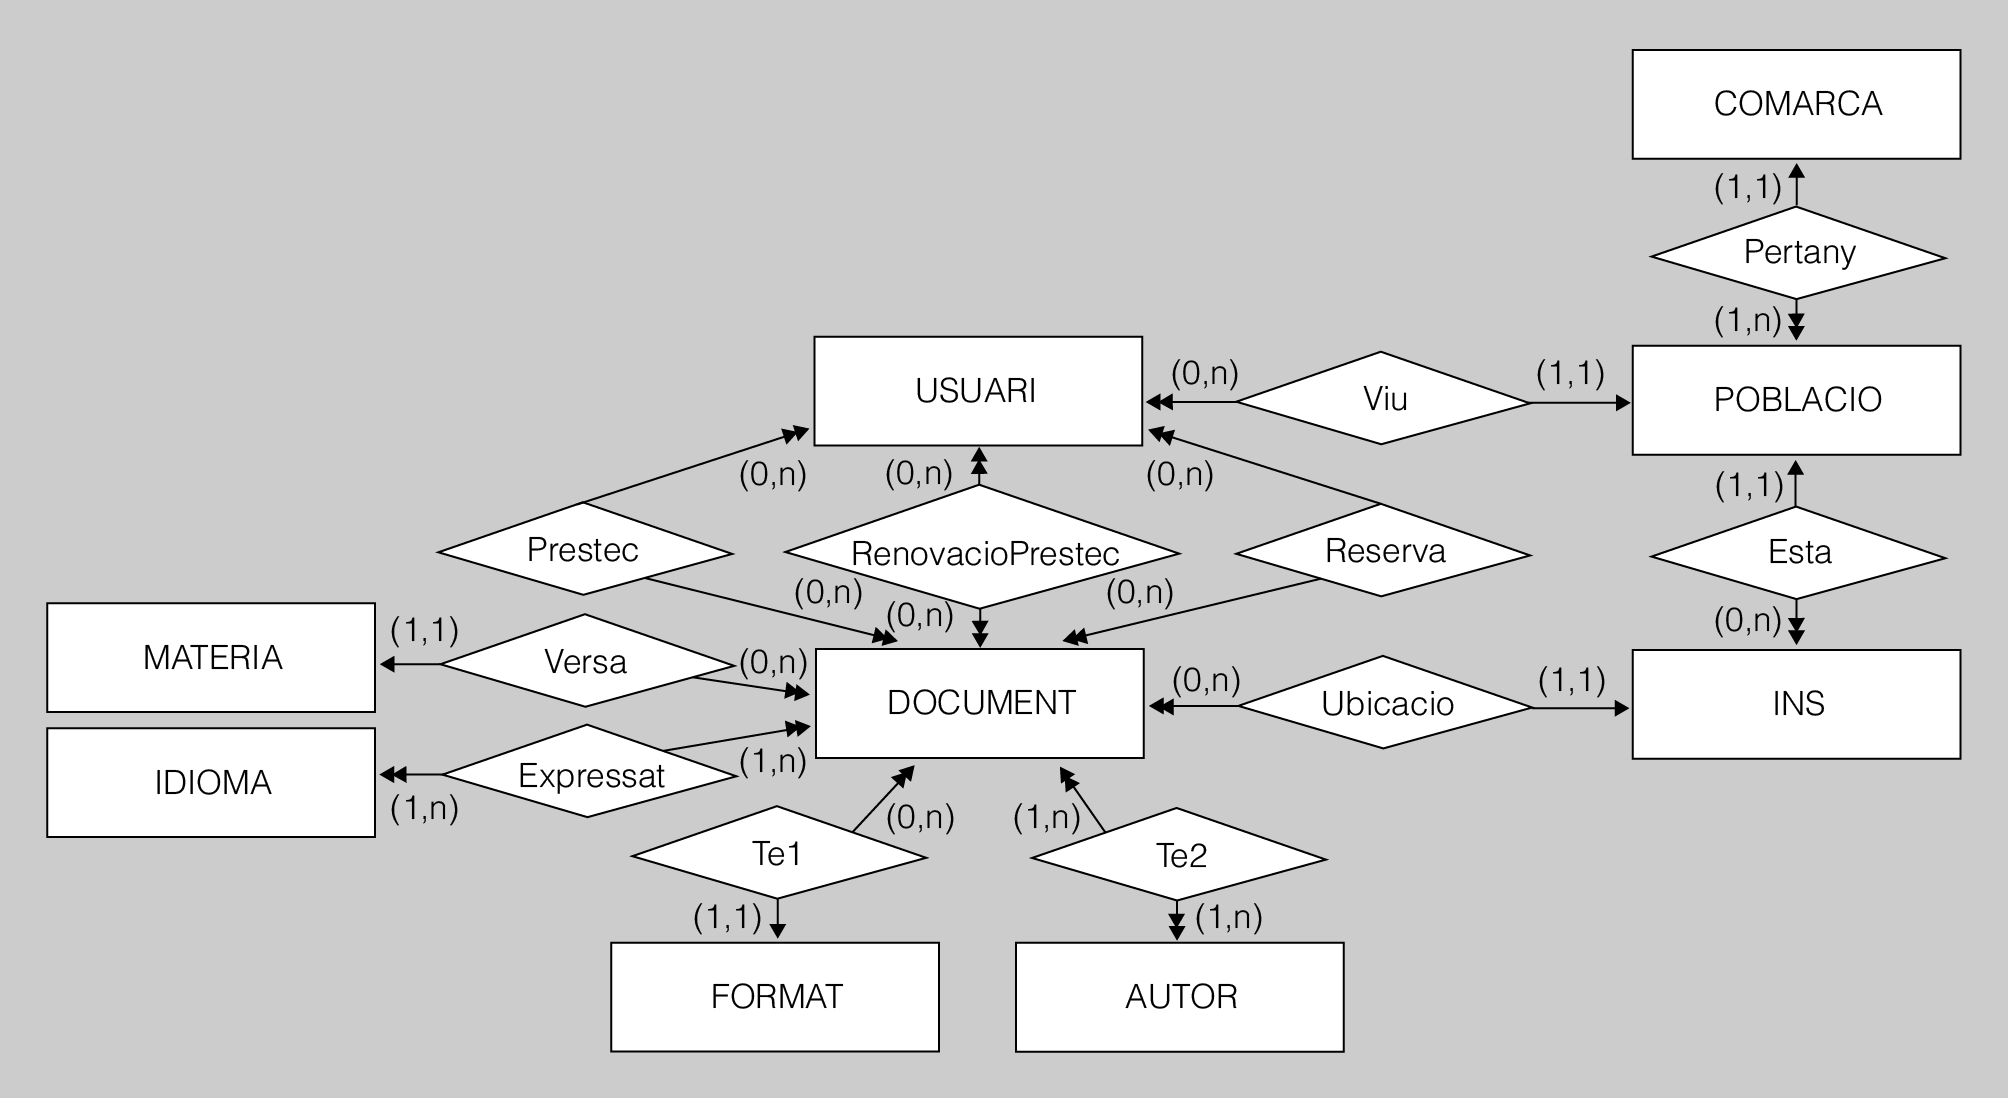 COMARCA
(1,1)
Pertany
(1,n)
USUARI
(0,n)
Viu
(1,1)
POBLACIO
(0,n)
(0,n)
(0,n)
(1,1)
Prestec
RenovacioPrestec
Reserva
Esta
(0,n)
(0,n)
(0,n)
(0,n)
MATERIA
(1,1)
Versa
(0,n)
DOCUMENT
(0,n)
Ubicacio
(1,1)
INS
IDIOMA
(1,n)
Expressat
(1,n)
(0,n)
(1,n)
Te1
Te2
(1,1)
(1,n)
FORMAT
AUTOR